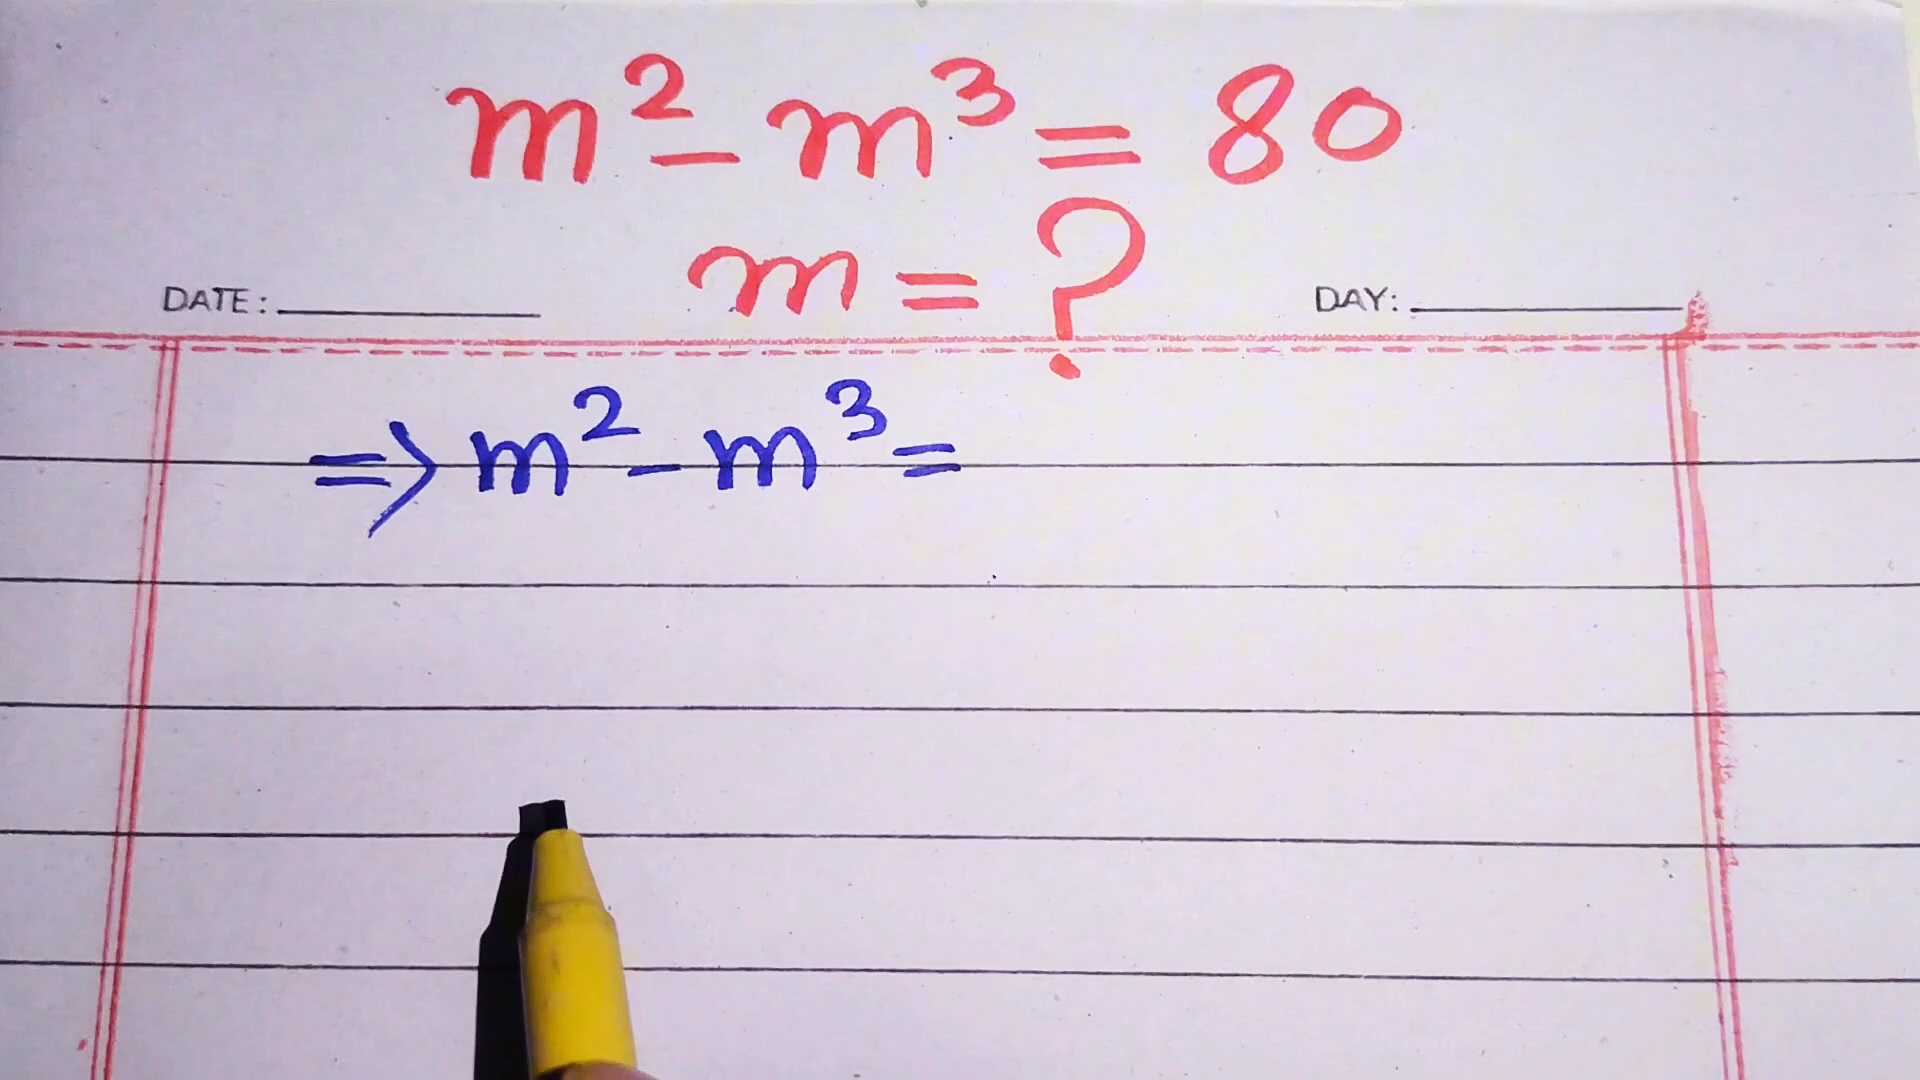 m² - m³ = 80
m = ?
DATE: DAY:
⇒ m² - m³ =